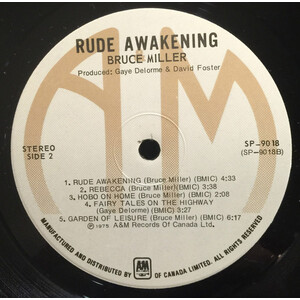 RUDE AWAKENING
BRUCE MILLER
Produced: Gaye Delorme & David Foster
STEREO
SIDE 2
SP-9018
(SP-9018B)
1. RUDE AWAKENING (Bruce Miller) (BMIC) 4:33
2. REBECCA (Bruce Miller) (BMIC) 3:38
3. HOBO ON HOME (Bruce Miller) (BMIC) 2:08
4. FAIRY TALES ON THE HIGHWAY
(Gaye Delorme) (BMIC) 3:27
5. GARDEN OF LEISURE (Bruce Miller) (BMIC) 6:17
℗ 1975 A&M Records Of Canada Ltd.
MANUFACTURED AND DISTRIBUTED BY A&M RECORDS OF CANADA LIMITED. ALL RIGHTS RESERVED